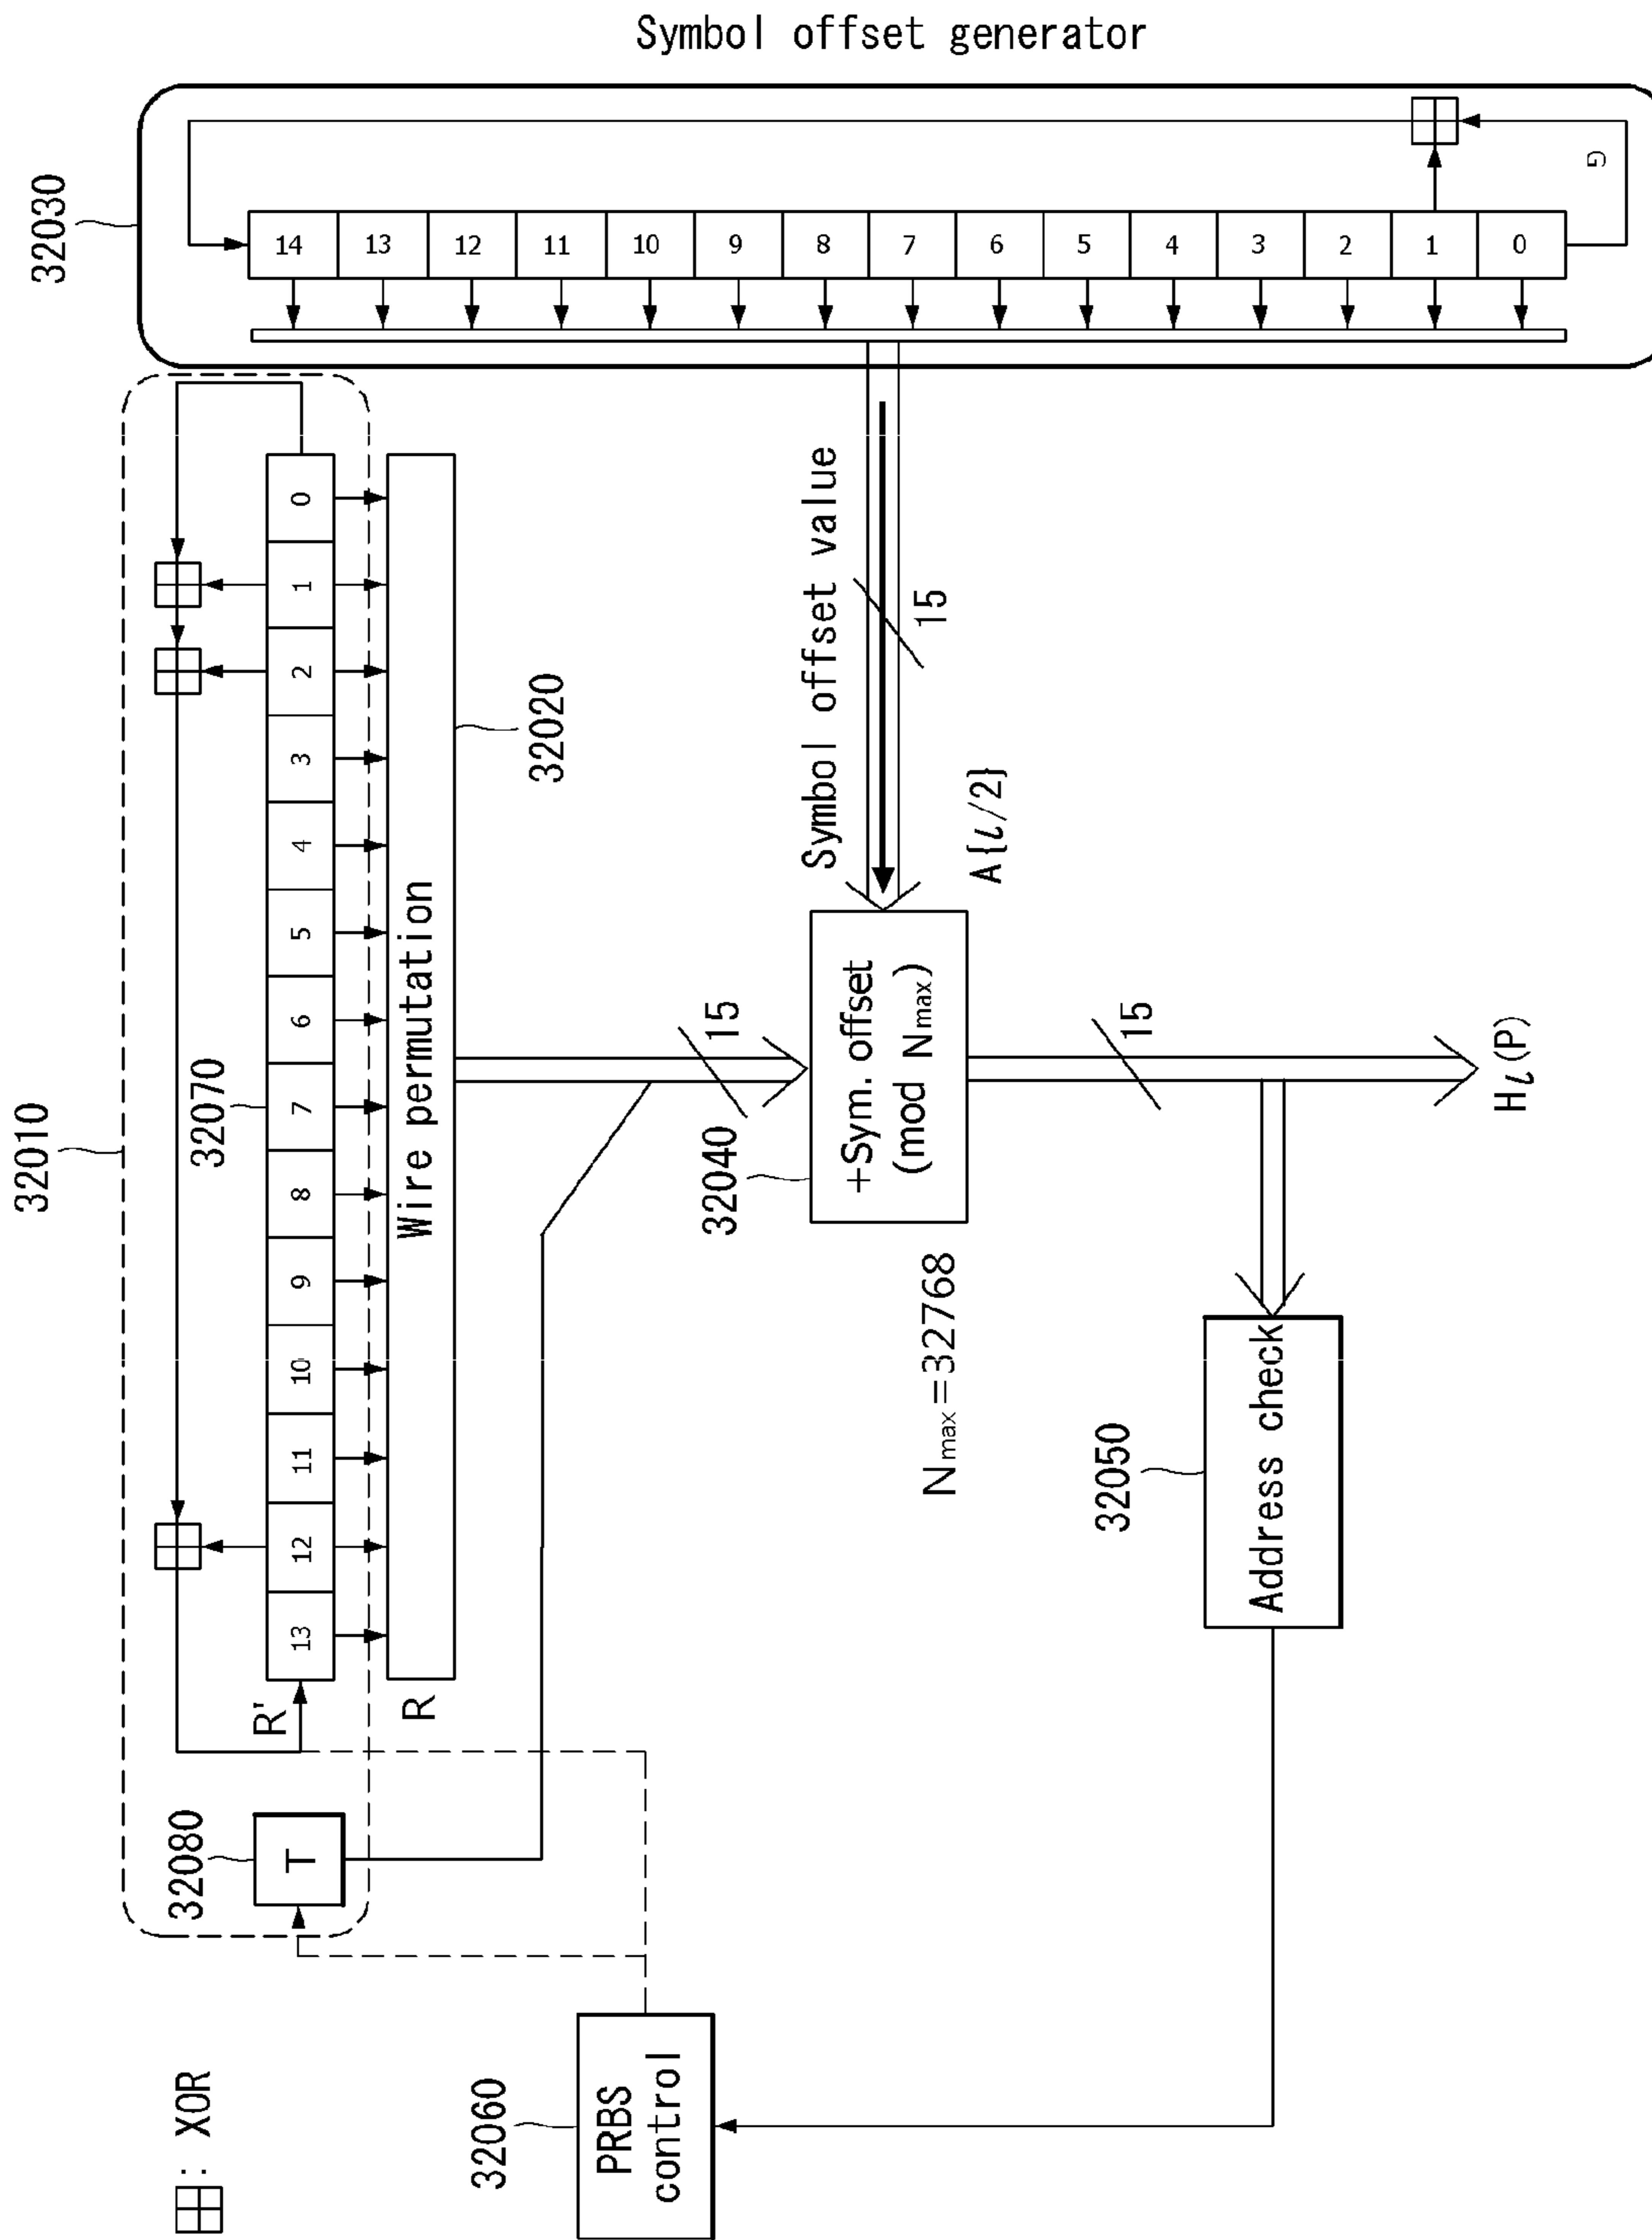 Symbol offset generator
32030
G
14
13
12
11
10
9
8
7
6
5
4
3
2
1
0
32010
32070
0
1
2
3
4
5
6
7
8
9
10
11
12
13
R'
Wire permutation
R
32020
32080
T
Symbol offset value
15
A{l/2}
15
32040
+Sym. offset
(mod Nmax)
Nmax=32768
15
Hl(P)
32050
Address check
32060
PRBS
control
: XOR